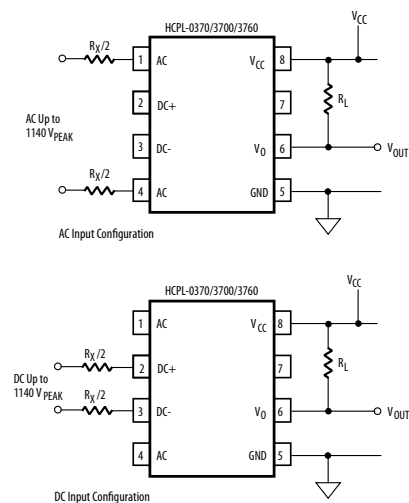 HCPL-0370/3700/3760
VCC
RX/2
1 AC
VCC 8
2 DC+
7
RL
AC Up to
1140 VPEAK
3 DC-
VO 6
VOUT
RX/2
4 AC
GND 5
AC Input Configuration
HCPL-0370/3700/3760
VCC
1 AC
VCC 8
RX/2
2 DC+
7
RL
DC Up to
1140 VPEAK
RX/2
3 DC-
VO 6
VOUT
4 AC
GND 5
DC Input Configuration